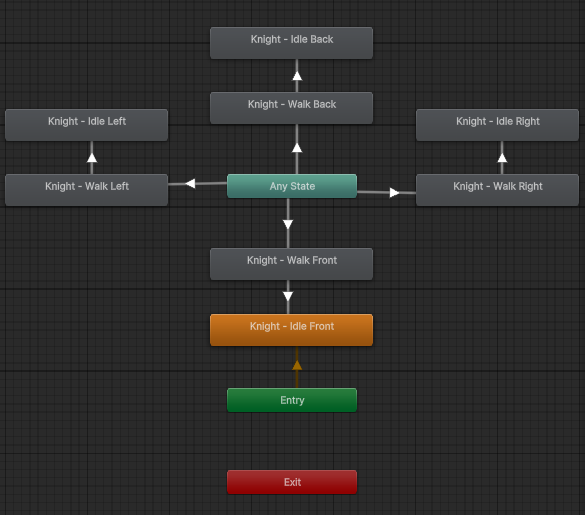 Knight - Idle Back
Knight - Walk Back
Knight - Idle Left
Knight - Idle Right
Knight - Walk Left
Any State
Knight - Walk Right
Knight - Walk Front
Knight - Idle Front
Entry
Exit